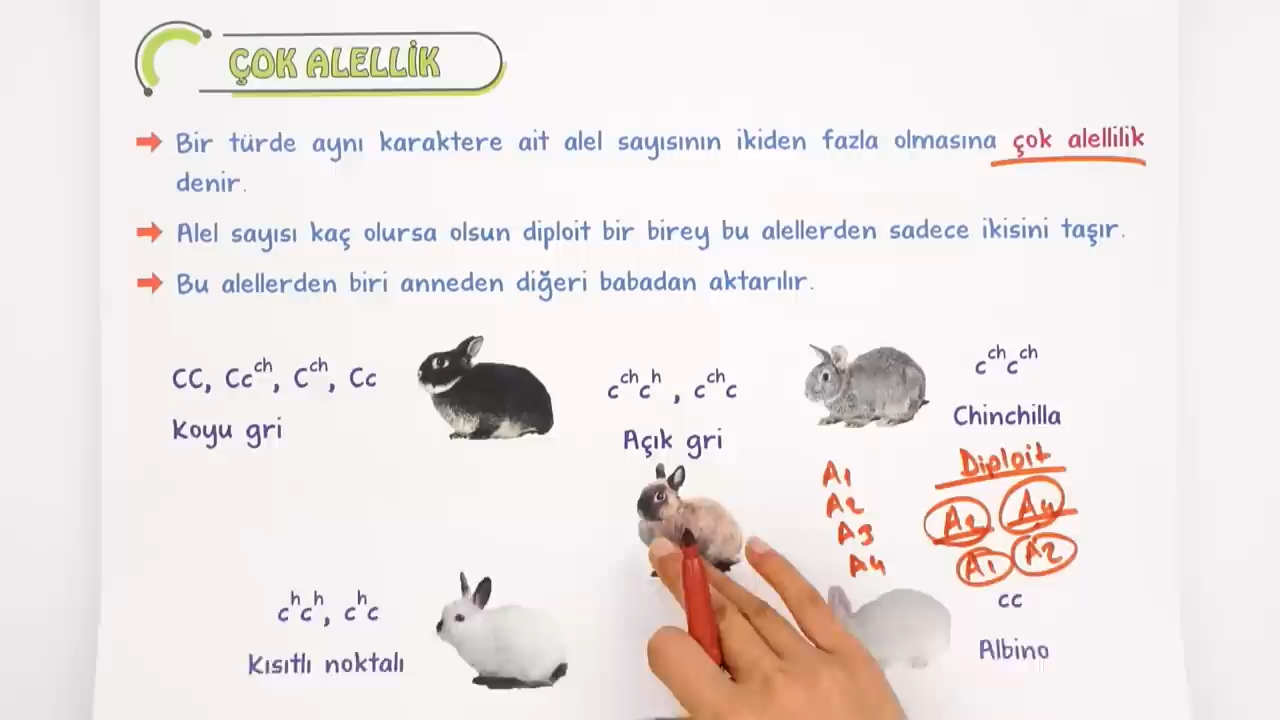 ÇOK ALELLİK
Bir türde aynı karaktere ait alel sayısının ikiden fazla olmasına çok alellilik
denir.
Alel sayısı kaç olursa olsun diploit bir birey bu alellerden sadece ikisini taşır.
Bu alellerden biri anneden diğeri babadan aktarılır.
CC, Cc^ch, C^ch, Cc
Koyu gri
c^chc^h, c^chc
Açık gri
c^chc^ch
Chinchilla
A1
A2
A3
A4
Diploit
A4
A1 A2
c^hc^h, c^hc
Kısıtlı noktalı
cc
Albino